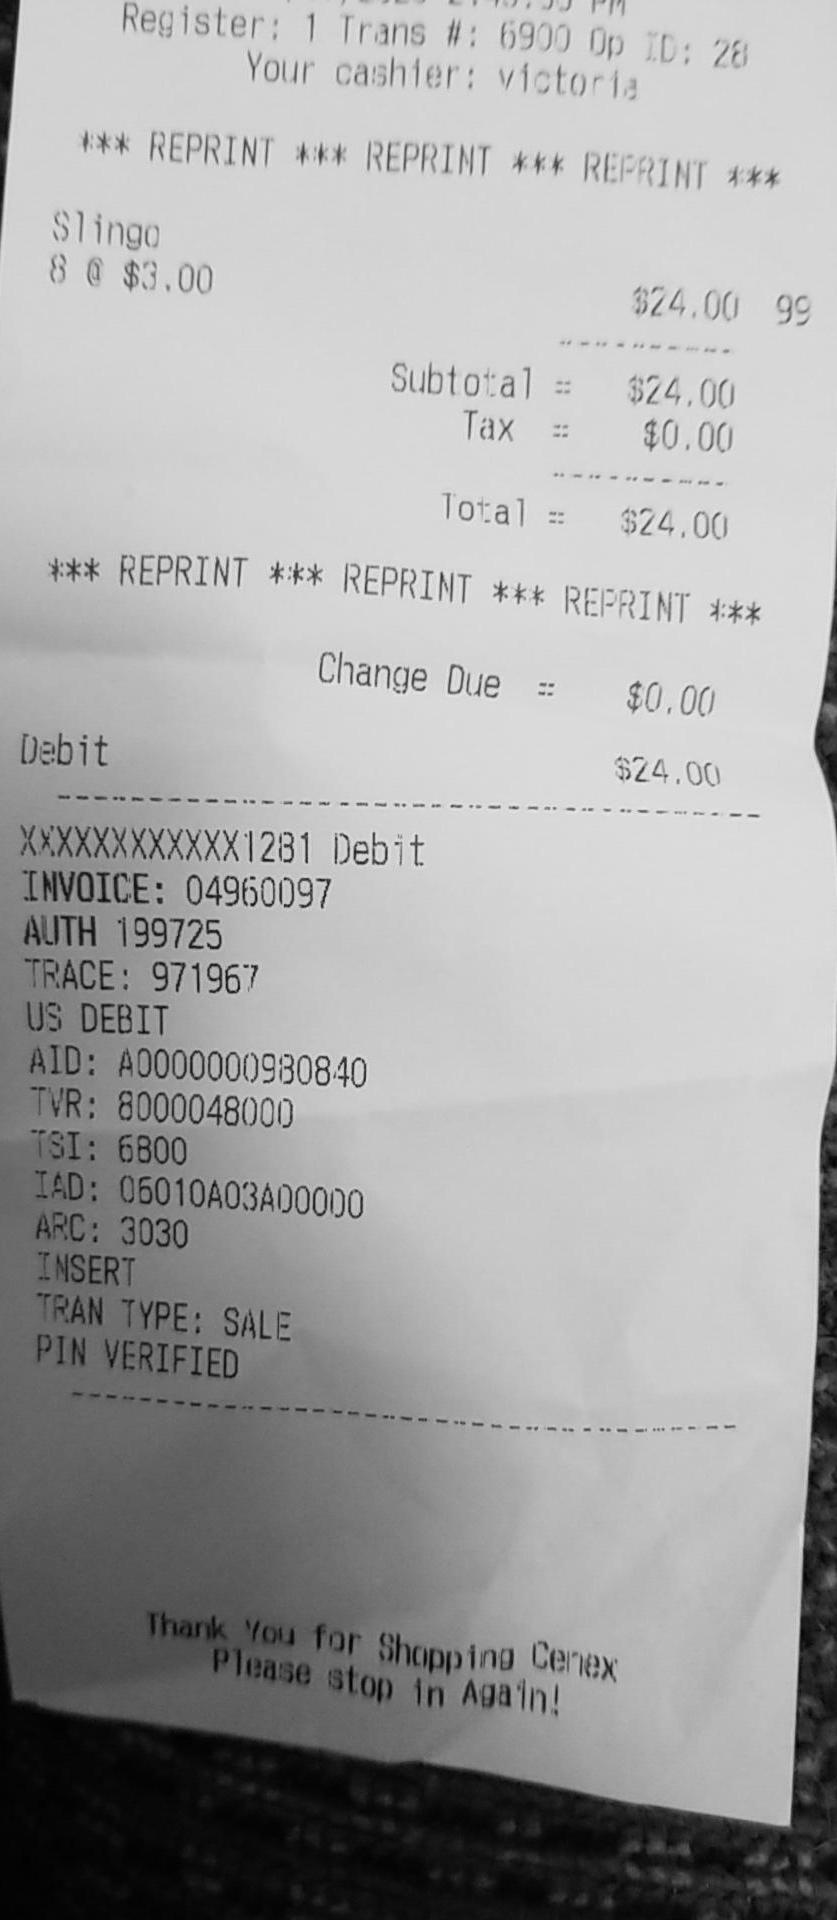 PM
Register: 1 Trans #: 6900 Op ID: 28
Your cashier: victoria
*** REPRINT *** REPRINT *** REPRINT ***
Slingo
8 @ $3.00 $24.00 99
Subtotal = $24.00
Tax = $0.00
Total = $24.00
*** REPRINT *** REPRINT *** REPRINT ***
Change Due = $0.00
Debit $24.00
XXXXXXXXXXXX1281 Debit
INVOICE: 04960097
AUTH 199725
TRACE: 971967
US DEBIT
AID: A0000000980840
TVR: 8000048000
TSI: 6800
IAD: 06010A03A00000
ARC: 3030
INSERT
TRAN TYPE: SALE
PIN VERIFIED
Thank You for Shopping Cenex
Please stop in Again!